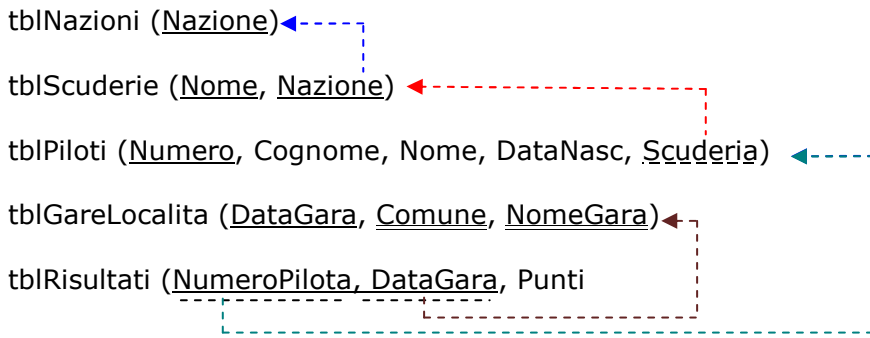 tblNazioni (Nazione)
tblScuderie (Nome, Nazione)
tblPiloti (Numero, Cognome, Nome, DataNasc, Scuderia)
tblGareLocalita (DataGara, Comune, NomeGara)
tblRisultati (NumeroPilota, DataGara, Punti